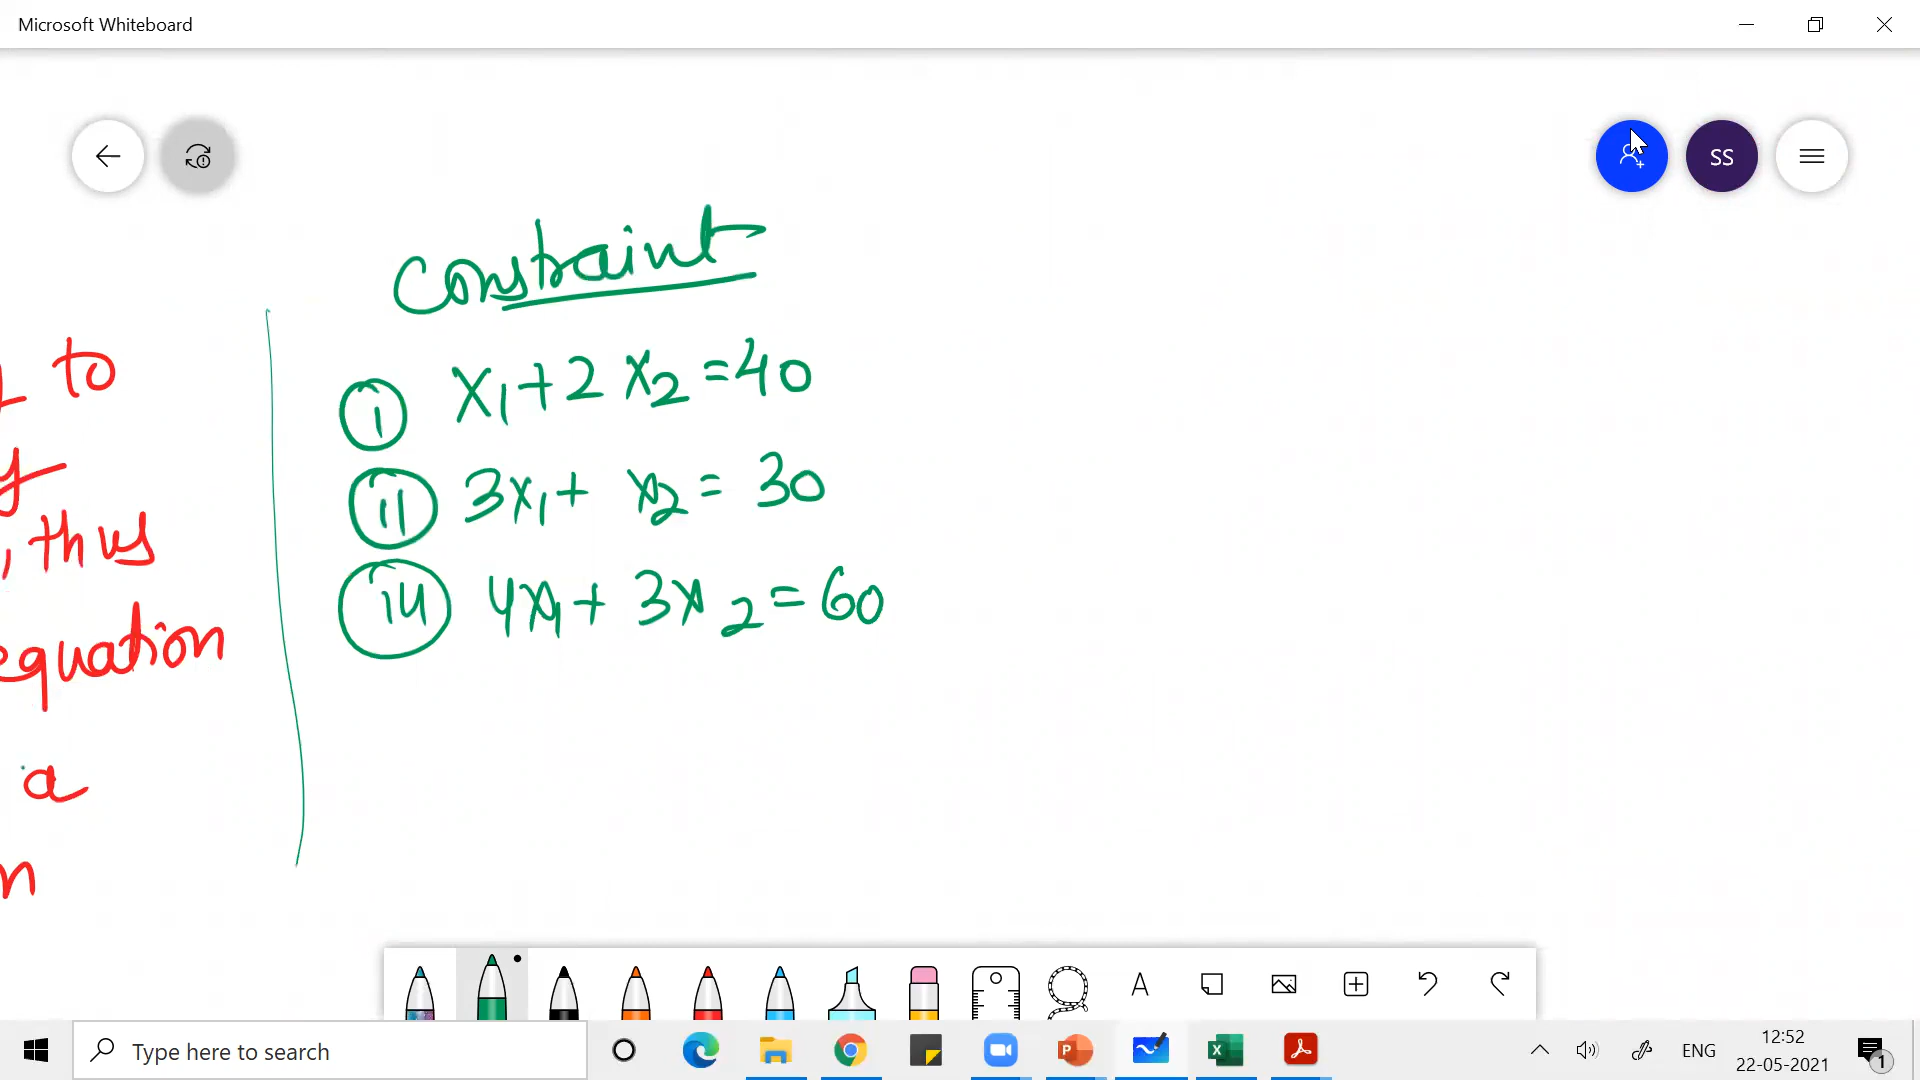 Microsoft Whiteboard
SS
Constraint
to
i x₁+2 x₂ =40
y
ii 3x₁+ x₂ = 30
, thus
iii 4x₁+ 3x₂ = 60
equation
a
n
A
Type here to search
ENG
12:52
22-05-2021
1